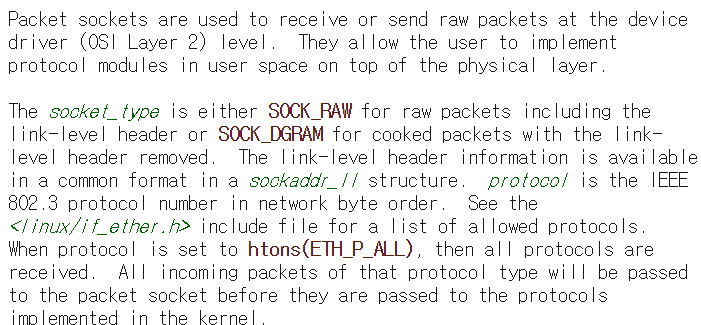 Packet sockets are used to receive or send raw packets at the device
driver (OSI Layer 2) level.  They allow the user to implement
protocol modules in user space on top of the physical layer.

The socket_type is either SOCK_RAW for raw packets including the
link-level header or SOCK_DGRAM for cooked packets with the link-
level header removed.  The link-level header information is available
in a common format in a sockaddr_ll structure.  protocol is the IEEE
802.3 protocol number in network byte order.  See the
<linux/if_ether.h> include file for a list of allowed protocols.
When protocol is set to htons(ETH_P_ALL), then all protocols are
received.  All incoming packets of that protocol type will be passed
to the packet socket before they are passed to the protocols
implemented in the kernel.